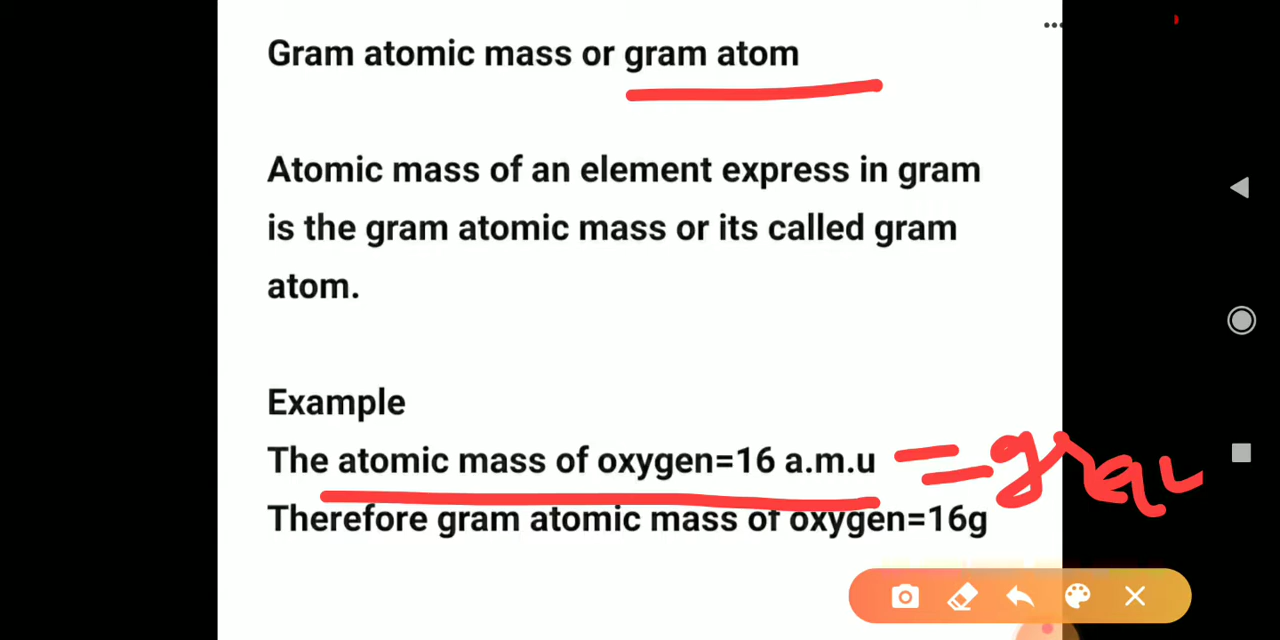 Gram atomic mass or gram atom
Atomic mass of an element express in gram
is the gram atomic mass or its called gram
atom.
Example
The atomic mass of oxygen=16 a.m.u =gra
Therefore gram atomic mass of oxygen=16g